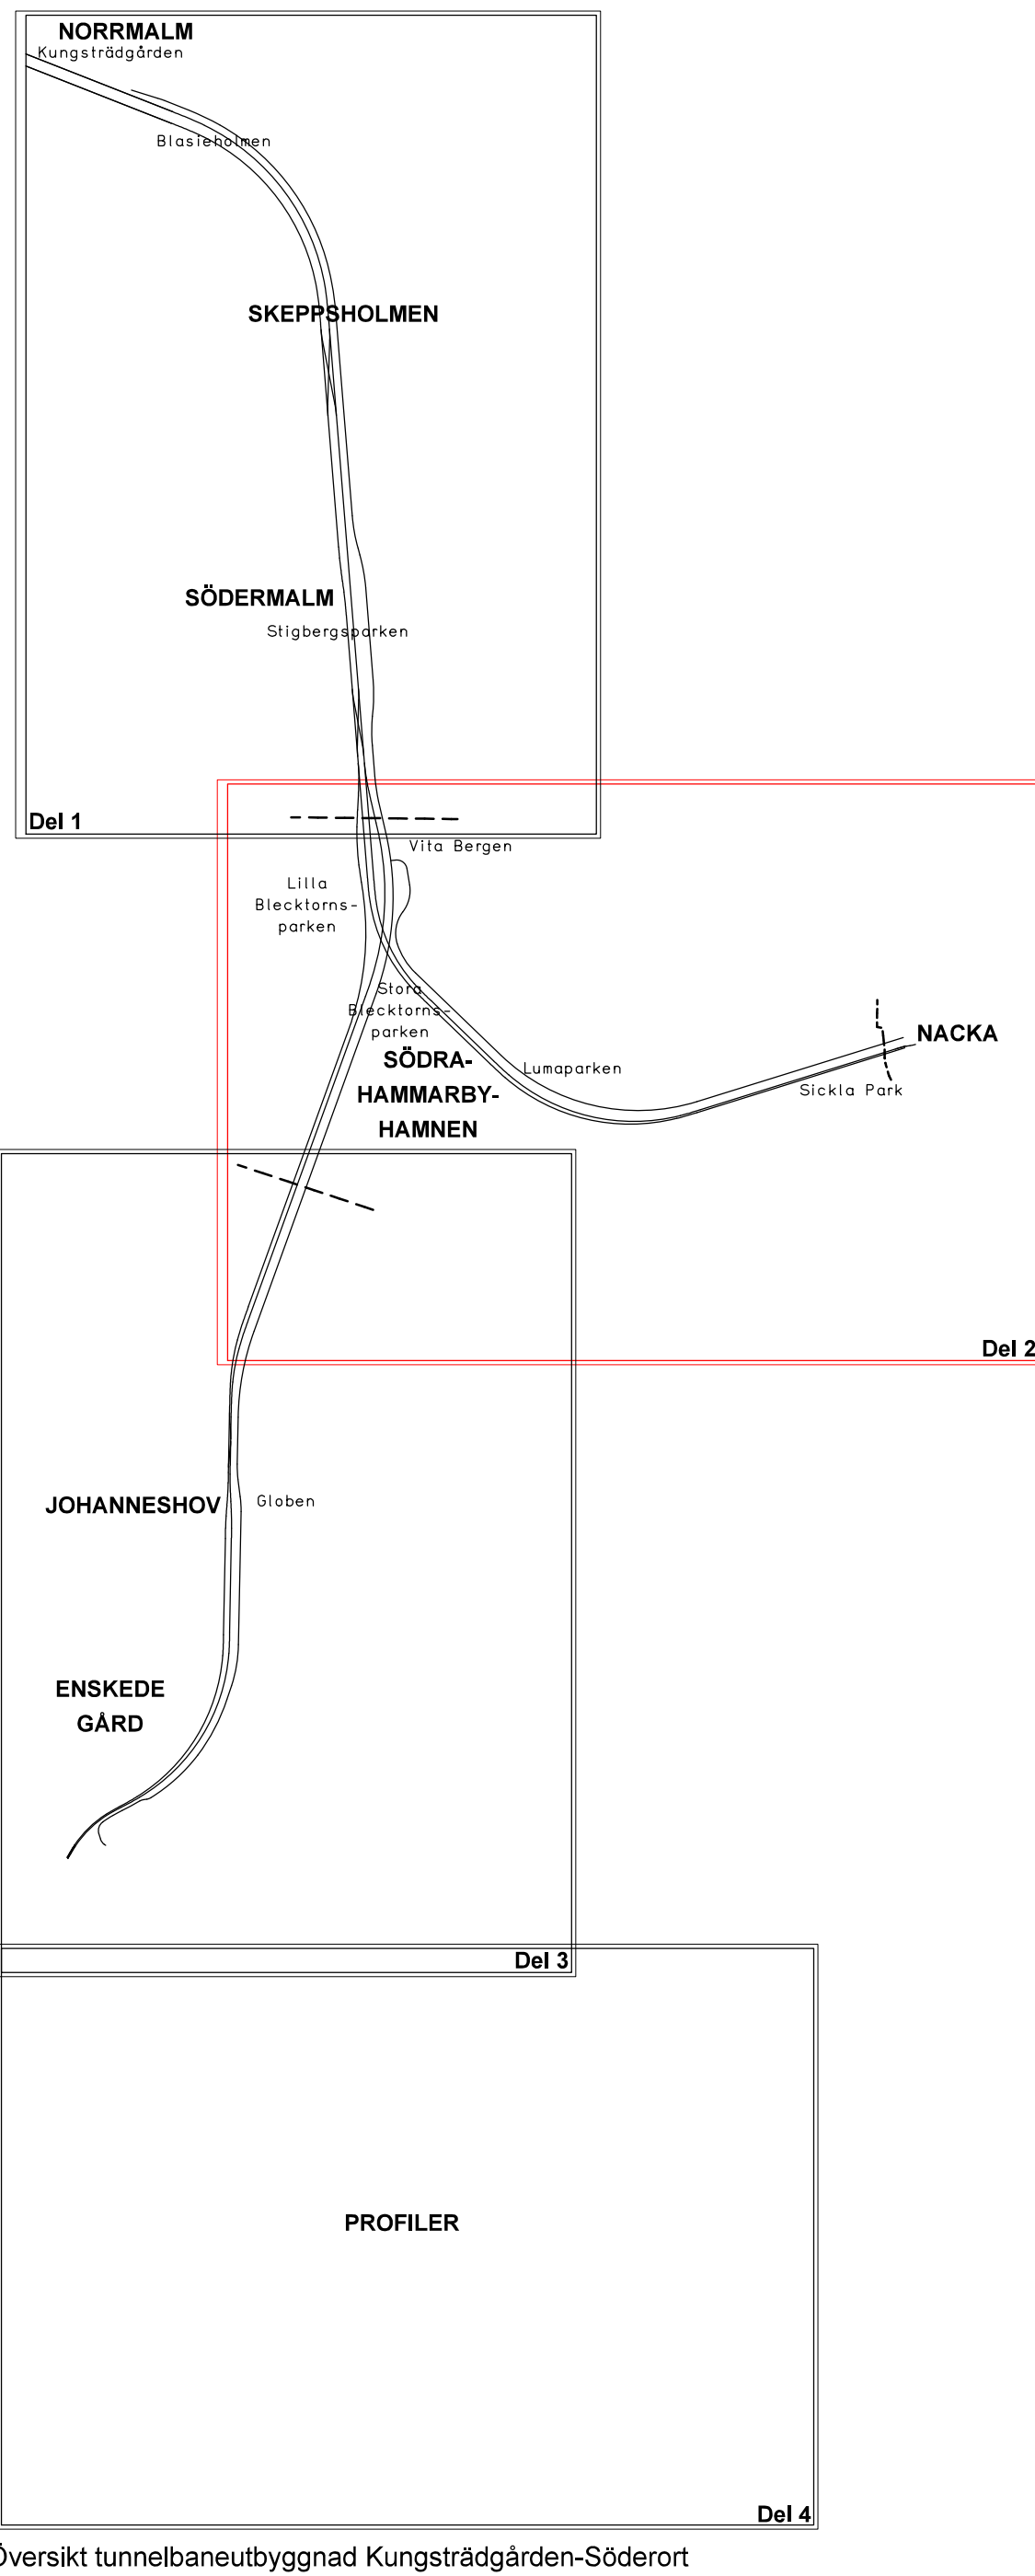 NORRMALM
Kungsträdgården
Blasieholmen
SKEPPSHOLMEN
SÖDERMALM
Stigbergsparken
Del 1
Vita Bergen
Lilla
Blecktorns-
parken
Stora
Blecktorns-
parken
NACKA
SÖDRA-
HAMMARBY-
HAMNEN
Lumaparken
Sickla Park
Del 2
JOHANNESHOV
Globen
ENSKEDE
GÅRD
Del 3
PROFILER
Del 4
Översikt tunnelbaneutbyggnad Kungsträdgården-Söderort